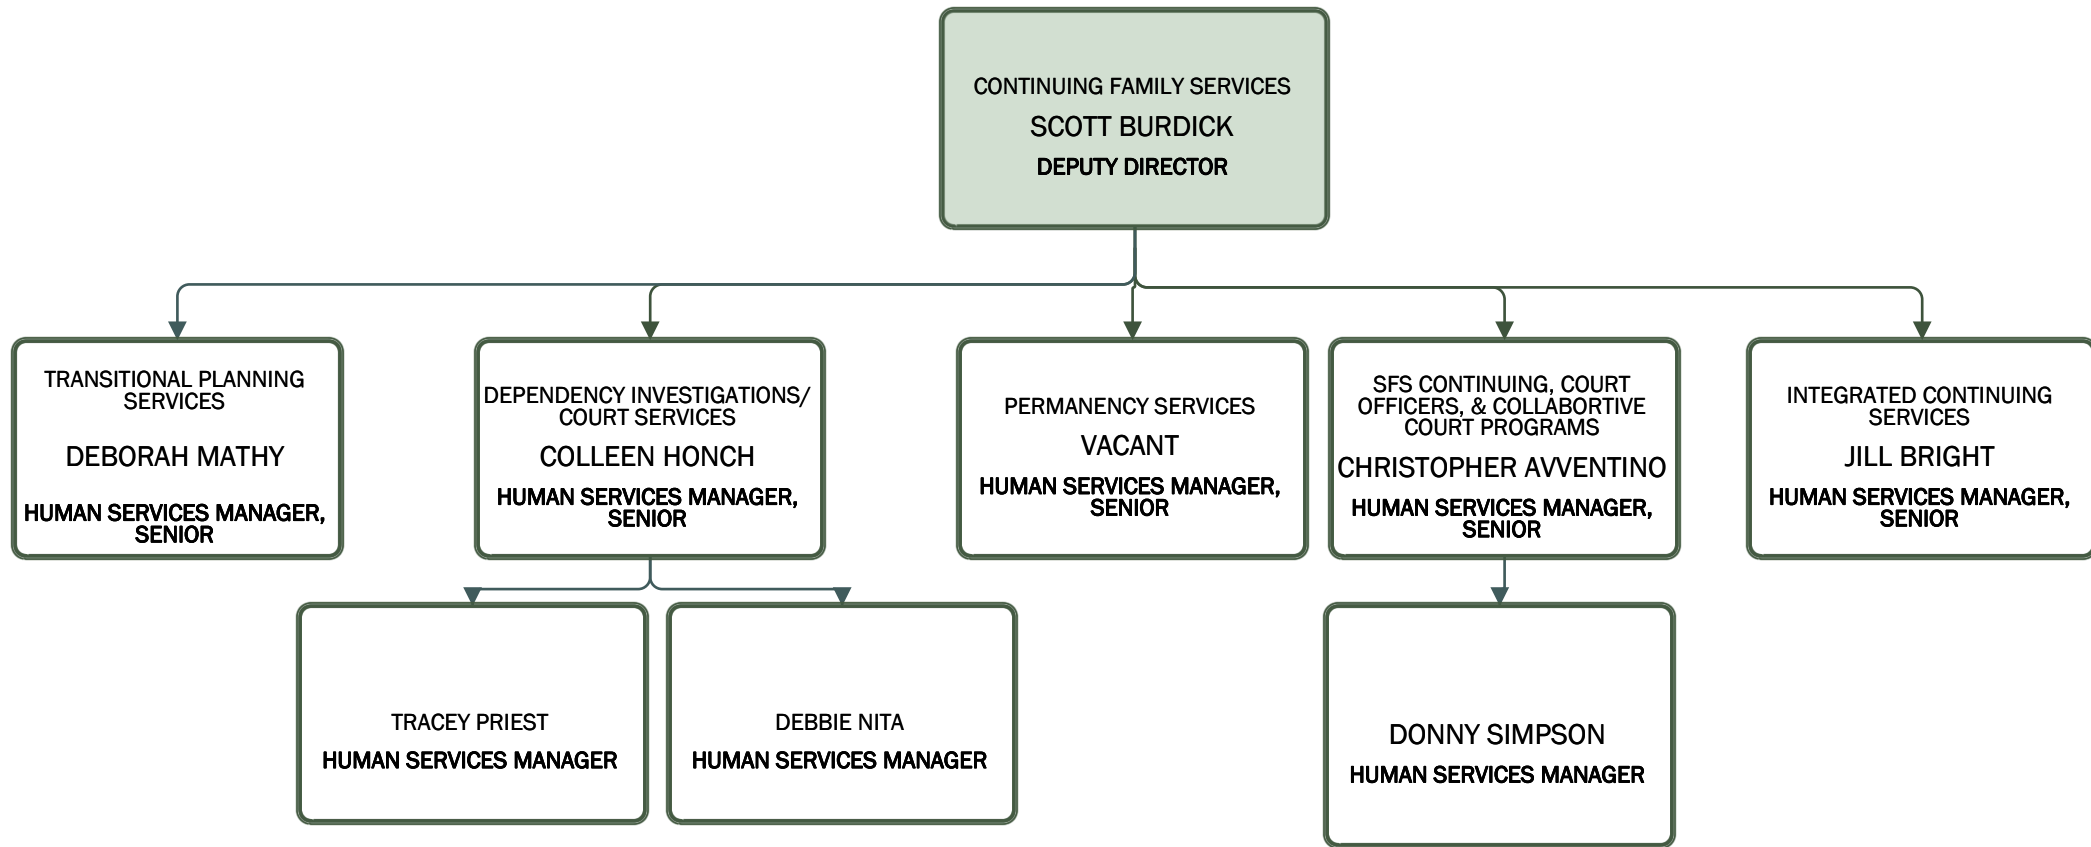 CONTINUING FAMILY SERVICES
SCOTT BURDICK
DEPUTY DIRECTOR
TRANSITIONAL PLANNING
SERVICES
DEBORAH MATHY
HUMAN SERVICES MANAGER,
SENIOR
DEPENDENCY INVESTIGATIONS/
COURT SERVICES
COLLEEN HONCH
HUMAN SERVICES MANAGER,
SENIOR
PERMANENCY SERVICES
VACANT
HUMAN SERVICES MANAGER,
SENIOR
SFS CONTINUING, COURT
OFFICERS, & COLLABORTIVE
COURT PROGRAMS
CHRISTOPHER AVVENTINO
HUMAN SERVICES MANAGER,
SENIOR
INTEGRATED CONTINUING
SERVICES
JILL BRIGHT
HUMAN SERVICES MANAGER,
SENIOR
TRACEY PRIEST
HUMAN SERVICES MANAGER
DEBBIE NITA
HUMAN SERVICES MANAGER
DONNY SIMPSON
HUMAN SERVICES MANAGER